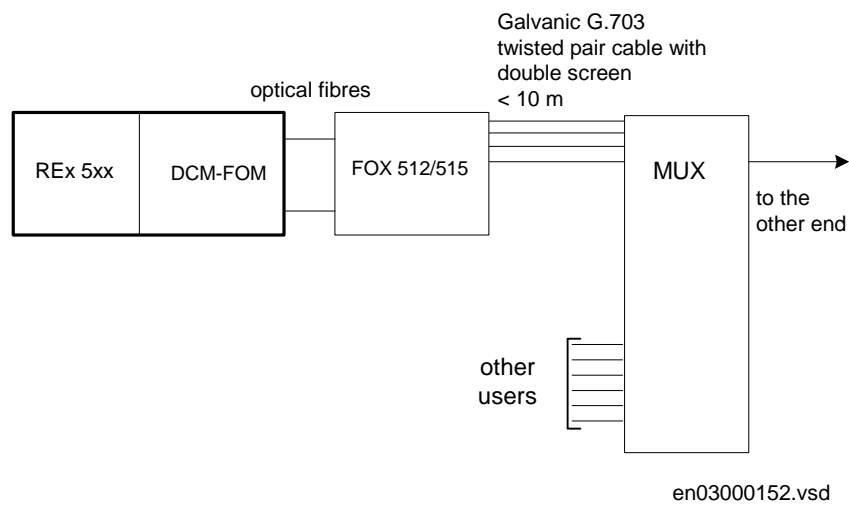 Galvanic G.703
twisted pair cable with
double screen
< 10 m
optical fibres
REx 5xx
DCM-FOM
FOX 512/515
MUX
to the
other end
other
users
en03000152.vsd